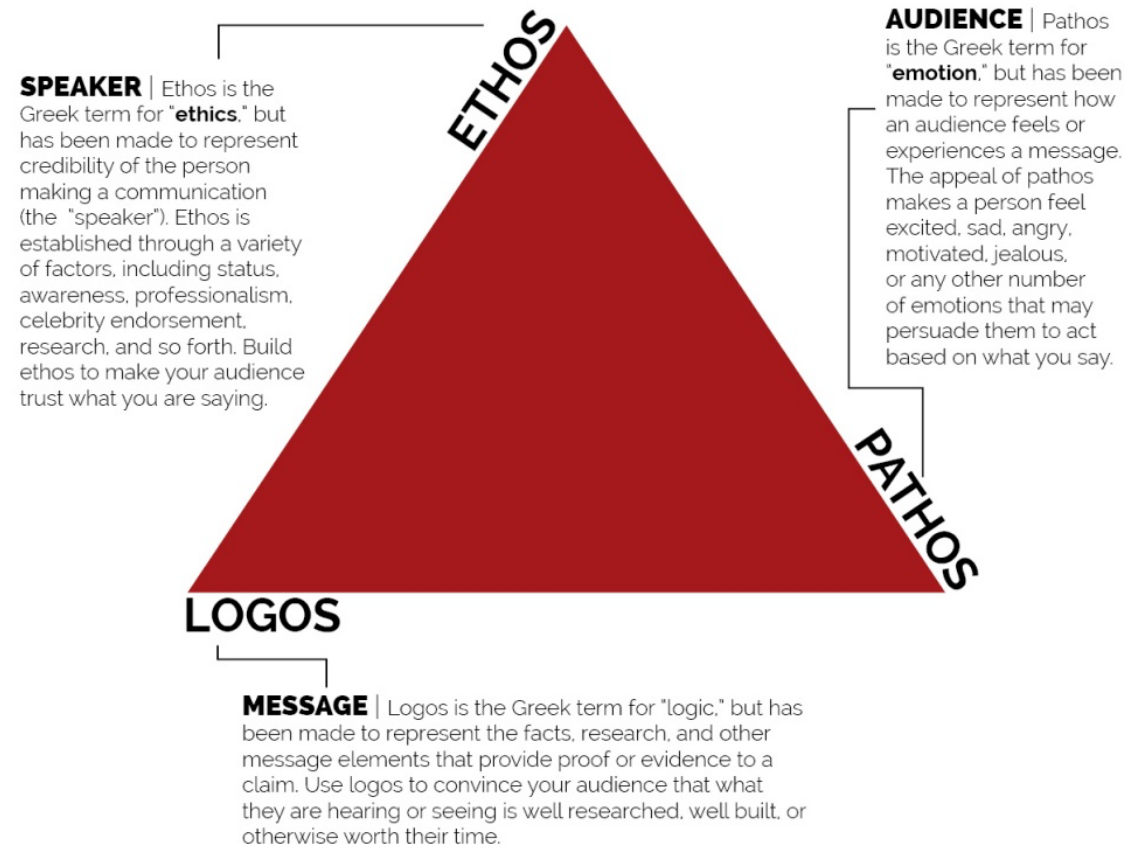 ETHOS
SPEAKER | Ethos is the
Greek term for "ethics," but
has been made to represent
credibility of the person
making a communication
(the "speaker"). Ethos is
established through a variety
of factors, including status,
awareness, professionalism,
celebrity endorsement,
research, and so forth. Build
ethos to make your audience
trust what you are saying.
AUDIENCE | Pathos
is the Greek term for
"emotion," but has been
made to represent how
an audience feels or
experiences a message.
The appeal of pathos
makes a person feel
excited, sad, angry,
motivated, jealous,
or any other number
of emotions that may
persuade them to act
based on what you say.
PATHOS
LOGOS
MESSAGE | Logos is the Greek term for "logic," but has
been made to represent the facts, research, and other
message elements that provide proof or evidence to a
claim. Use logos to convince your audience that what
they are hearing or seeing is well researched, well built, or
otherwise worth their time.